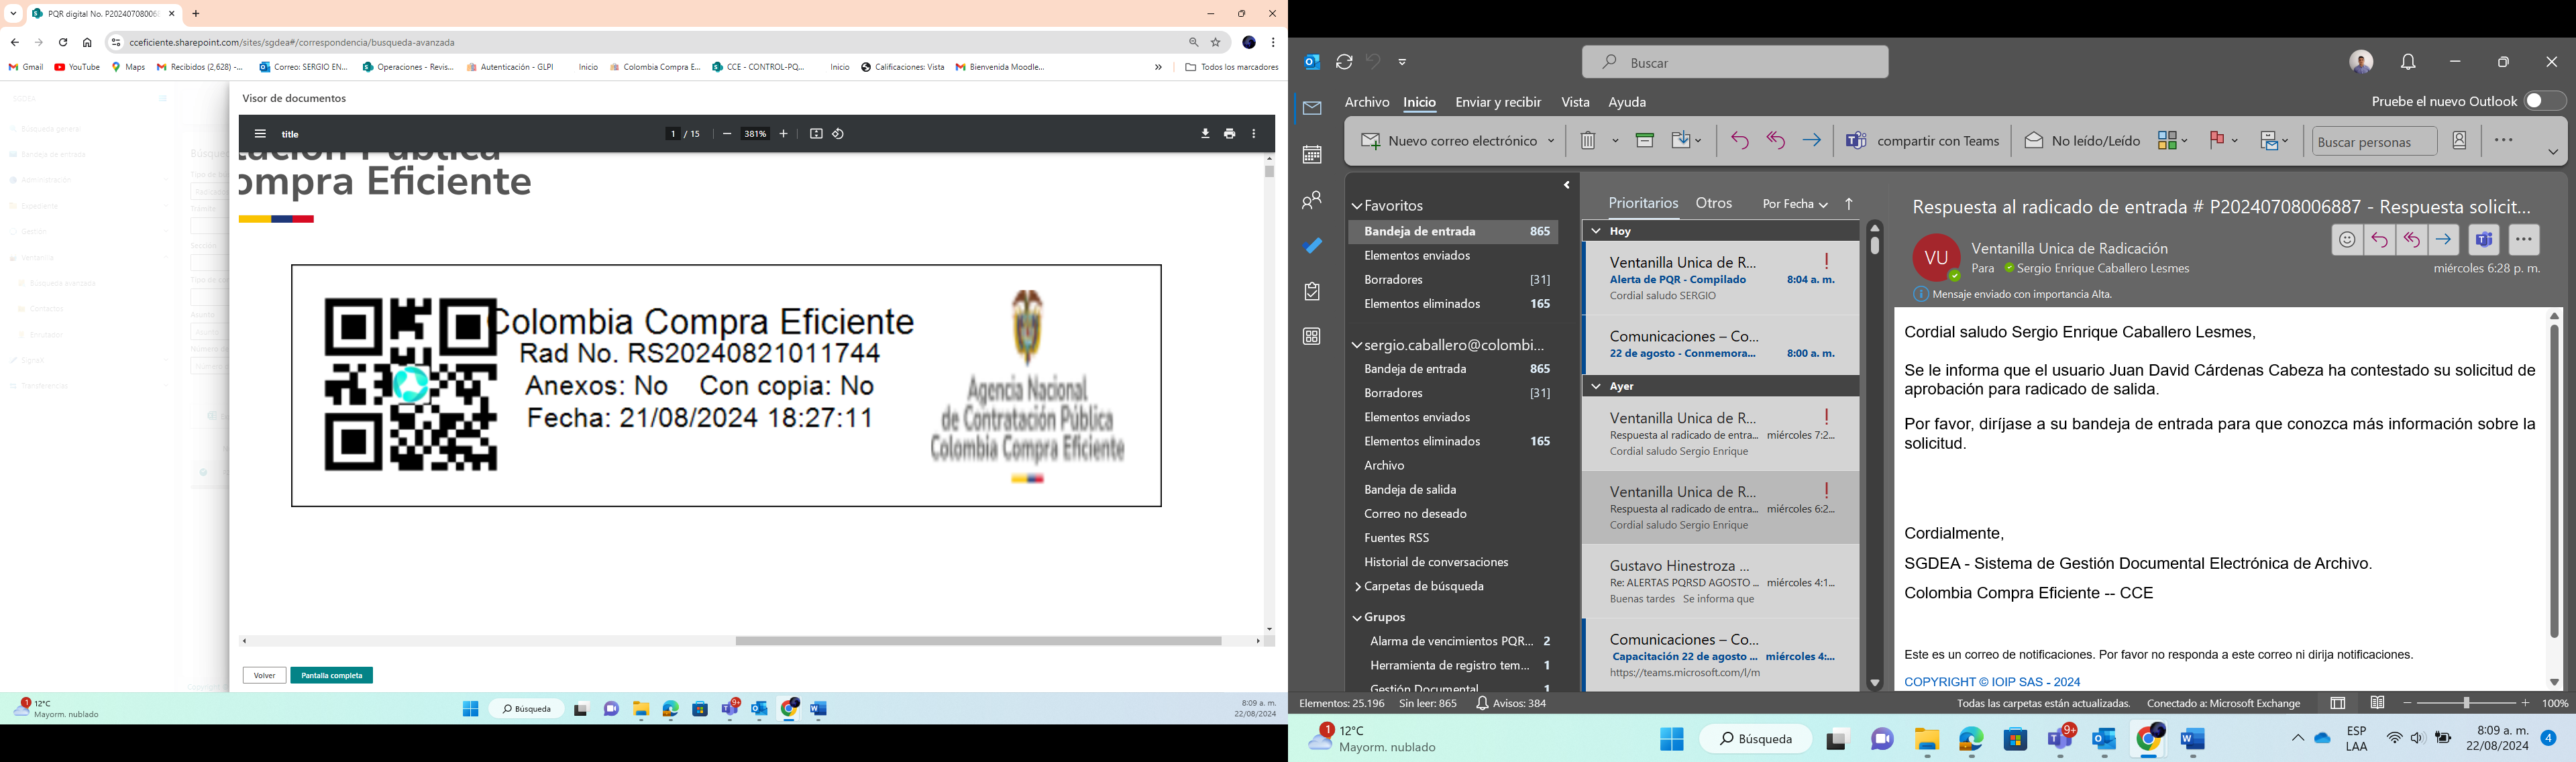 PQR digital No. P2024070800068
cceficiente.sharepoint.com/sites/sgdea#/correspondencia/busqueda-avanzada
Gmail
YouTube
Maps
Recibidos (2,628) -...
Correo: SERGIO EN...
Operaciones - Revis...
Autenticación - GLPI
Inicio
Colombia Compra E...
CCE - CONTROL-PQ...
Inicio
Calificaciones: Vista
Bienvenida Moodle...
Todos los marcadores
Visor de documentos
title
1 / 15
381%
ompra Eficiente
Colombia Compra Eficiente
Rad No. RS20240821011744
Anexos: No Con copia: No
Fecha: 21/08/2024 18:27:11
Agencia Nacional
de Contratación Pública
Colombia Compra Eficiente
Volver
Pantalla completa
1
12°C
Mayorm. nublado
Búsqueda
9+
8:09 a. m.
22/08/2024
Buscar
Archivo
Inicio
Enviar y recibir
Vista
Ayuda
Pruebe el nuevo Outlook
Nuevo correo electrónico
compartir con Teams
No leído/Leído
Buscar personas
Favoritos
Bandeja de entrada 865
Elementos enviados
Borradores [31]
Elementos eliminados 165
sergio.caballero@colombi...
Bandeja de entrada 865
Borradores [31]
Elementos enviados
Elementos eliminados 165
Archivo
Bandeja de salida
Correo no deseado
Fuentes RSS
Historial de conversaciones
Carpetas de búsqueda
Grupos
Alarma de vencimientos PQR... 2
Herramienta de registro tem... 1
Gestión Documental 1
Prioritarios
Otros
Por Fecha
Hoy
Ventanilla Unica de R...
Alerta de PQR - Compilado 8:04 a. m.
Cordial saludo SERGIO
Comunicaciones – Co...
22 de agosto - Conmemora... 8:00 a. m.
Ayer
Ventanilla Unica de R...
Respuesta al radicado de entra... miércoles 7:2...
Cordial saludo Sergio Enrique
Ventanilla Unica de R...
Respuesta al radicado de entra... miércoles 6:2...
Cordial saludo Sergio Enrique
Gustavo Hinestroza ...
Re: ALERTAS PQRSD AGOSTO ... miércoles 4:1...
Buenas tardes Se informa que
Comunicaciones – Co...
Capacitación 22 de agosto ... miércoles 4:...
https://teams.microsoft.com/l/m
Respuesta al radicado de entrada # P20240708006887 - Respuesta solicit...
VU
Ventanilla Unica de Radicación
Para Sergio Enrique Caballero Lesmes
miércoles 6:28 p. m.
Mensaje enviado con importancia Alta.
Cordial saludo Sergio Enrique Caballero Lesmes,
Se le informa que el usuario Juan David Cárdenas Cabeza ha contestado su solicitud de
aprobación para radicado de salida.
Por favor, diríjase a su bandeja de entrada para que conozca más información sobre la
solicitud.
Cordialmente,
SGDEA - Sistema de Gestión Documental Electrónica de Archivo.
Colombia Compra Eficiente -- CCE
Este es un correo de notificaciones. Por favor no responda a este correo ni dirija notificaciones.
COPYRIGHT © IOIP SAS - 2024
Elementos: 25.196
Sin leer: 865
Avisos: 384
Todas las carpetas están actualizadas.
Conectado a: Microsoft Exchange
100%
1
12°C
Mayorm. nublado
Búsqueda
9+
ESP
LAA
8:09 a. m.
22/08/2024
4